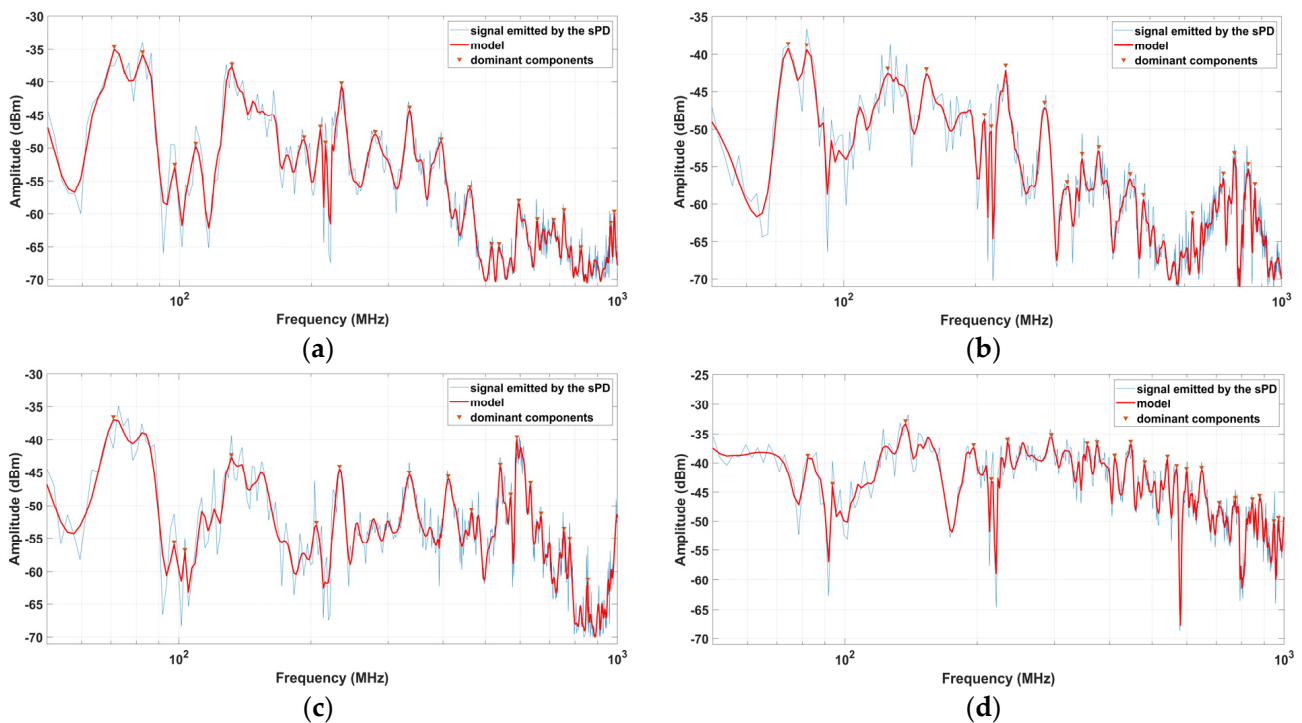 -30
-35
-40
-45
-50
-55
-60
-65
-70
Amplitude (dBm)
signal emitted by the sPD
model
dominant components
10²
10³
Frequency (MHz)
(a)
-35
-40
-45
-50
-55
-60
-65
-70
Amplitude (dBm)
signal emitted by the sPD
model
dominant components
10²
10³
Frequency (MHz)
(b)
-30
-35
-40
-45
-50
-55
-60
-65
-70
Amplitude (dBm)
signal emitted by the sPD
model
dominant components
10²
10³
Frequency (MHz)
(c)
-25
-30
-35
-40
-45
-50
-55
-60
-65
-70
Amplitude (dBm)
signal emitted by the sPD
model
dominant components
10²
10³
Frequency (MHz)
(d)